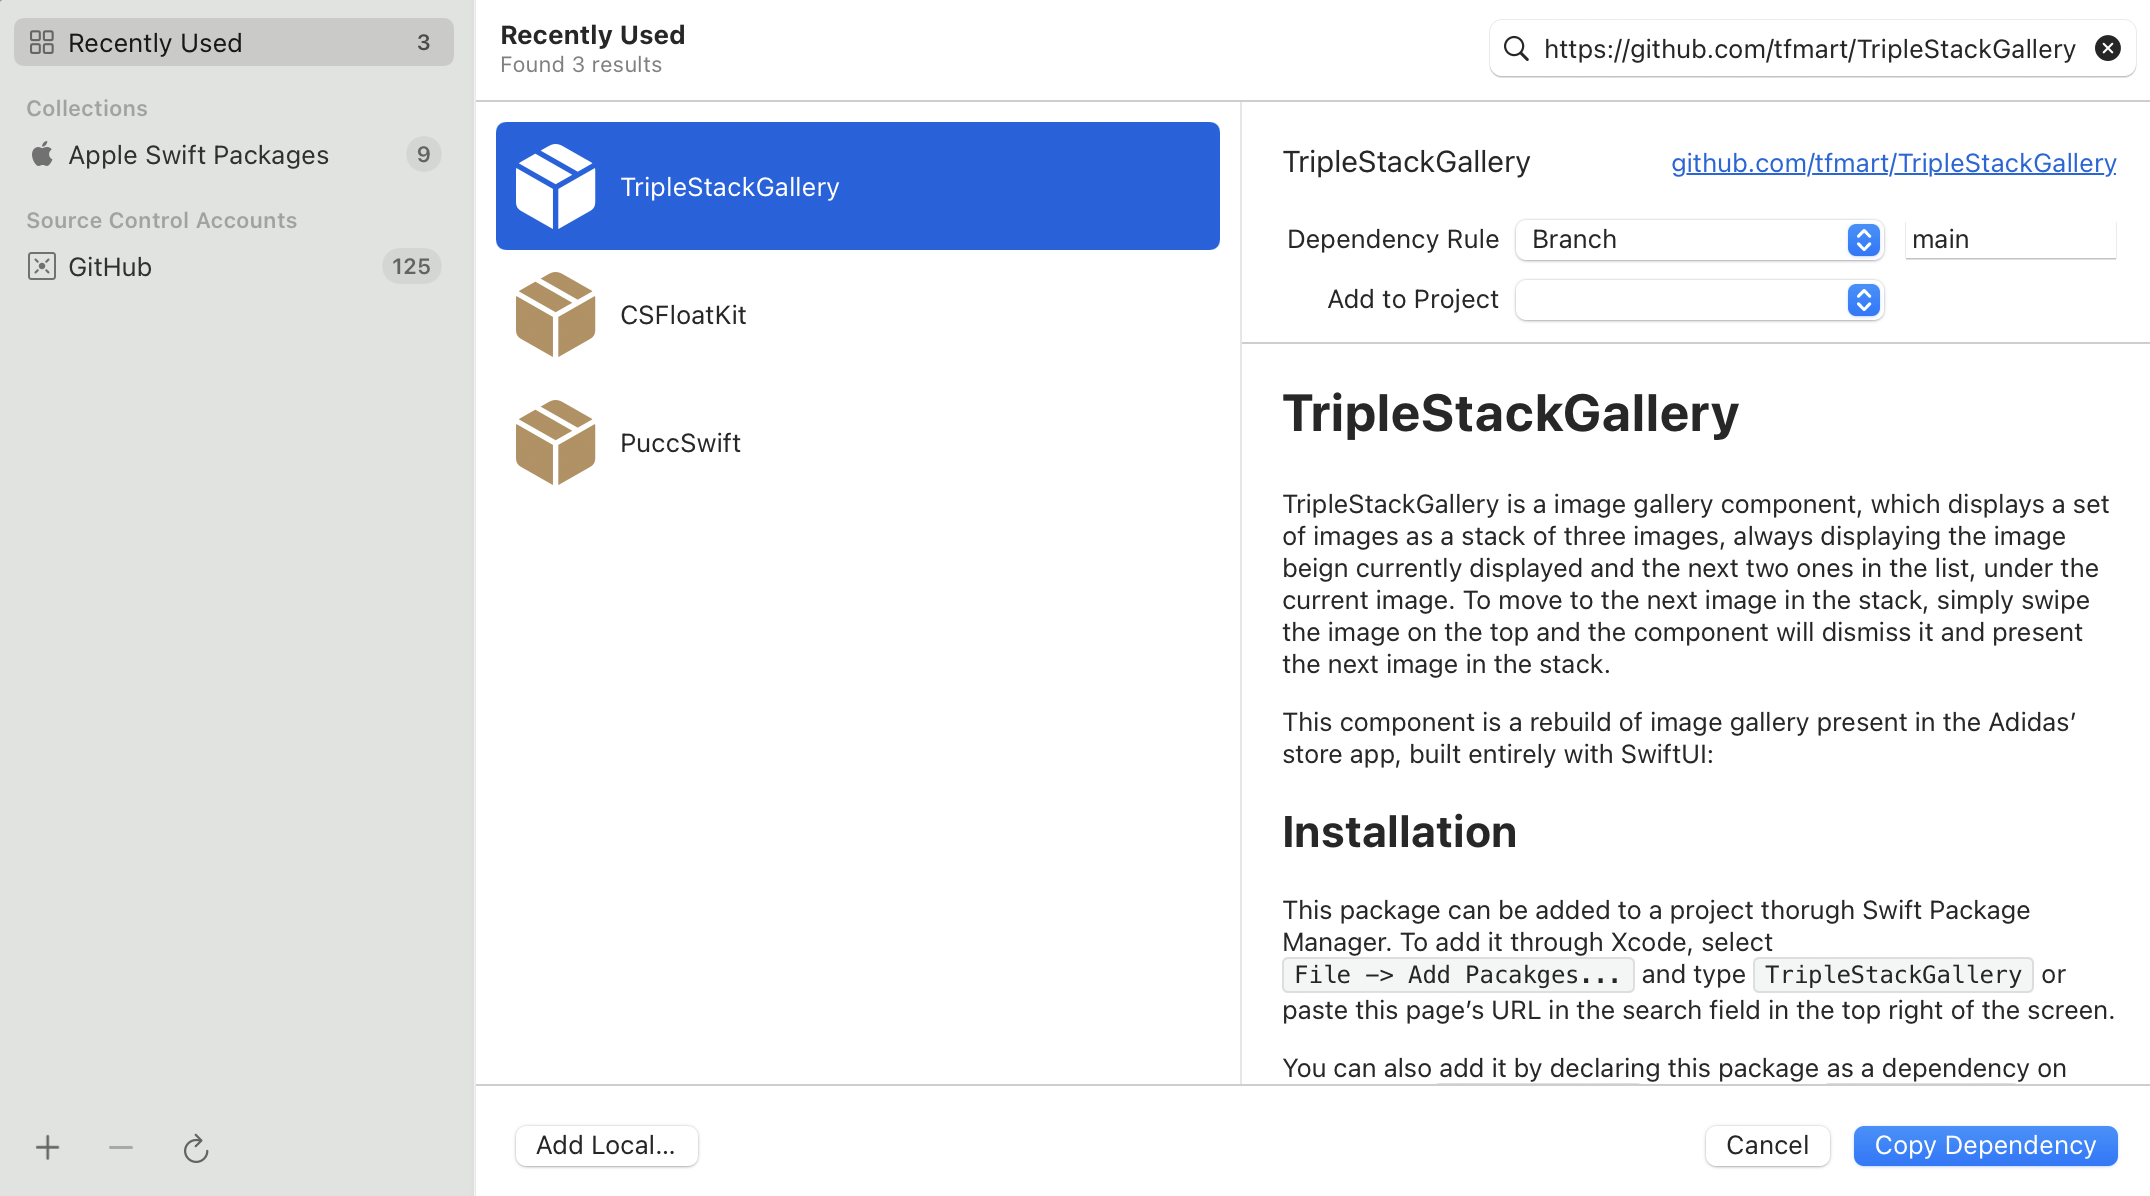 Recently Used 3
Collections
Apple Swift Packages 9
Source Control Accounts
GitHub 125
Recently Used
Found 3 results
https://github.com/tfmart/TripleStackGallery
TripleStackGallery
CSFloatKit
PuccSwift
TripleStackGallery github.com/tfmart/TripleStackGallery
Dependency Rule Branch main
Add to Project
TripleStackGallery
TripleStackGallery is a image gallery component, which displays a set
of images as a stack of three images, always displaying the image
beign currently displayed and the next two ones in the list, under the
current image. To move to the next image in the stack, simply swipe
the image on the top and the component will dismiss it and present
the next image in the stack.
This component is a rebuild of image gallery present in the Adidas’
store app, built entirely with SwiftUI:
Installation
This package can be added to a project thorugh Swift Package
Manager. To add it through Xcode, select
File -> Add Pacakges... and type TripleStackGallery or
paste this page’s URL in the search field in the top right of the screen.
You can also add it by declaring this package as a dependency on
Add Local...
Cancel
Copy Dependency